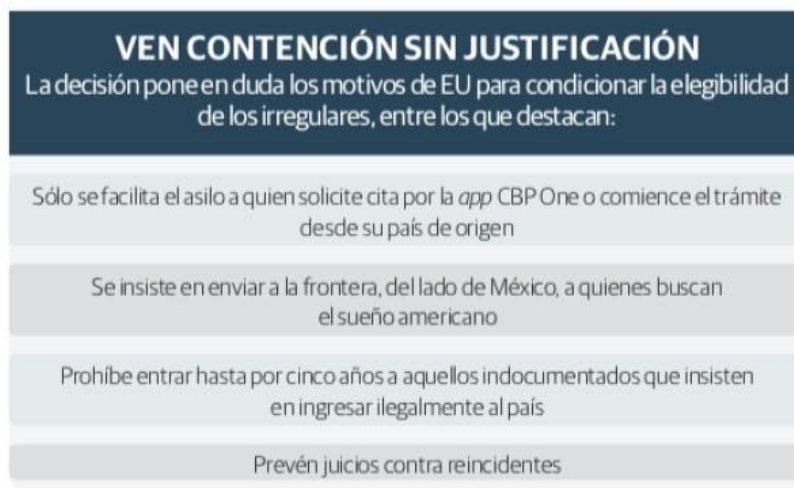 VEN CONTENCIÓN SIN JUSTIFICACIÓN
La decisión pone en duda los motivos de EU para condicionar la elegibilidad
de los irregulares, entre los que destacan:
Sólo se facilita el asilo a quien solicite cita por la app CBP One o comience el trámite
desde su país de origen
Se insiste en enviar a la frontera, del lado de México, a quienes buscan
el sueño americano
Prohíbe entrar hasta por cinco años a aquellos indocumentados que insisten
en ingresar ilegalmente al país
Prevén juicios contra reincidentes